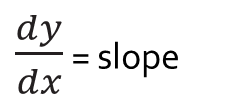 dy
dx = slope